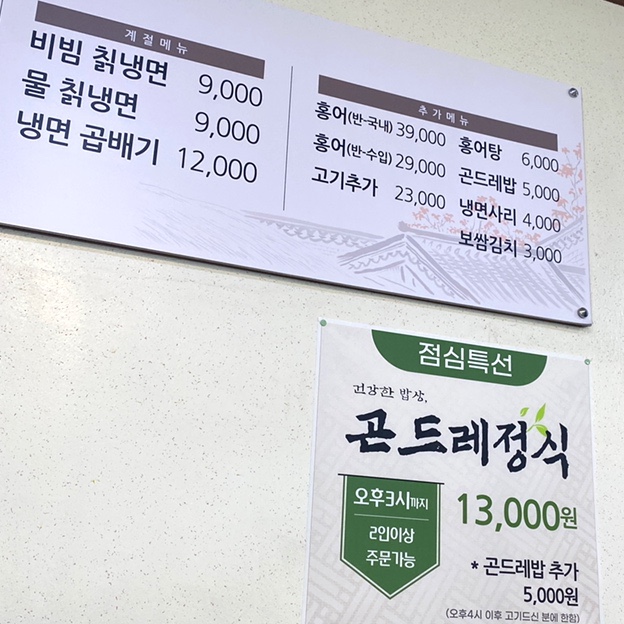 계절메뉴
비빔 칡냉면 9,000
물 칡냉면 9,000
냉면 곱배기 12,000
추가메뉴
홍어(반-국내) 39,000
홍어(반-수입) 29,000
고기추가 23,000
홍어탕 6,000
곤드레밥 5,000
냉면사리 4,000
보쌈김치 3,000
점심특선
건강한 밥상,
곤드레정식
오후3시까지
2인이상
주문가능
13,000원
* 곤드레밥 추가
5,000원
(오후4시 이후 고기드신 분에 한함)